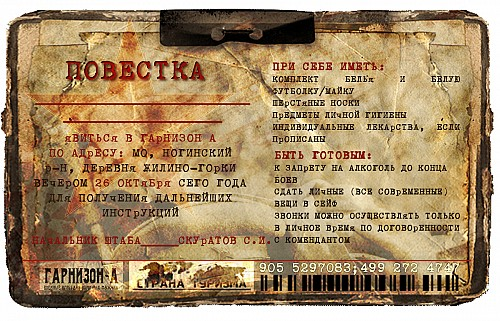 ПОВЕСТКА
ЯВИТЬСЯ В ГАРНИЗОН А
ПО АДРЕСУ: МО, НОГИНСКИЙ
Р-Н, ДЕРЕВНЯ ЖИЛИНО-ГОРКИ
ВЕЧЕРОМ 26 ОКТЯБРЯ СЕГО ГОДА
ДЛЯ ПОЛУЧЕНИЯ ДАЛЬНЕЙШИХ
ИНСТРУКЦИЙ
НАЧАЛЬНИК ШТАБА______СКУРАТОВ С.И.
ГАРНИЗОН-А
СТРАНА ТУРИЗМА
ПРИ СЕБЕ ИМЕТЬ:
КОМПЛЕКТ БЕЛЬЯ И БЕЛУЮ
ФУТБОЛКУ/МАЙКУ
ШЕРСТЯНЫЕ НОСКИ
ПРЕДМЕТЫ ЛИЧНОЙ ГИГИЕНЫ
ИНДИВИДУАЛЬНЫЕ ЛЕКАРСТВА, ЕСЛИ
ПРОПИСАНЫ
БЫТЬ ГОТОВЫМ:
К ЗАПРЕТУ НА АЛКОГОЛЬ ДО КОНЦА
БОЕВ
СДАТЬ ЛИЧНЫЕ (ВСЕ СОВРЕМЕННЫЕ)
ВЕЩИ В СЕЙФ
ЗВОНКИ МОЖНО ОСУЩЕСТВЛЯТЬ ТОЛЬКО
В ЛИЧНОЕ ВРЕМЯ ПО ДОГОВОРЕННОСТИ
С КОМЕНДАНТОМ
905 5297083;499 272 4747